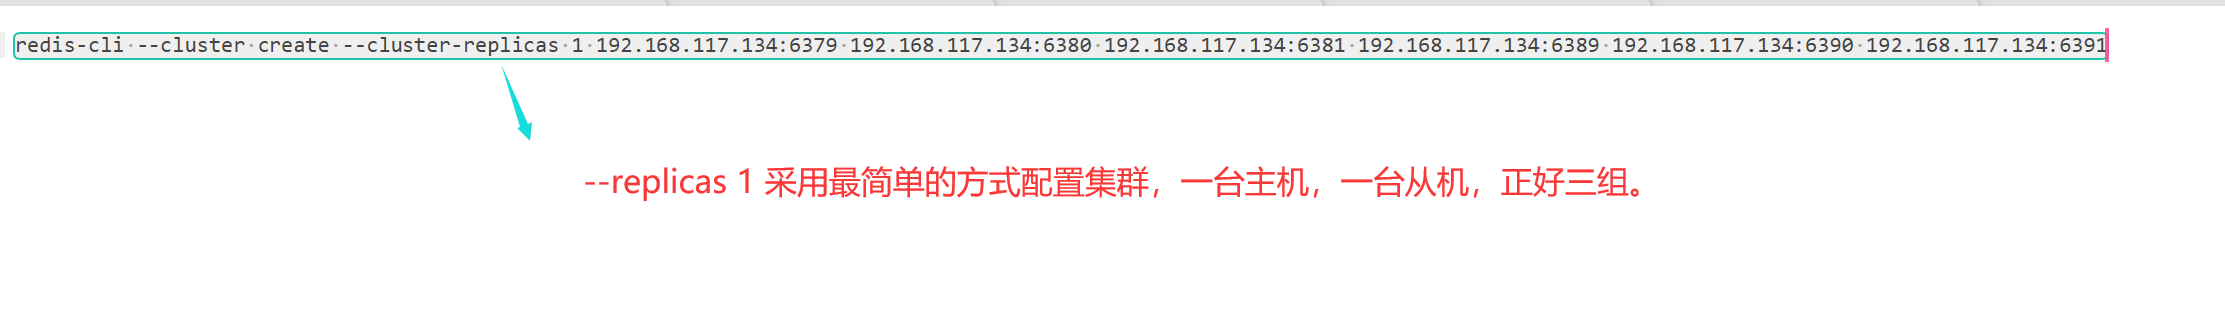 redis-cli --cluster create --cluster-replicas 1 192.168.117.134:6379 192.168.117.134:6380 192.168.117.134:6381 192.168.117.134:6389 192.168.117.134:6390 192.168.117.134:6391
--replicas 1 采用最简单的方式配置集群，一台主机，一台从机，正好三组。